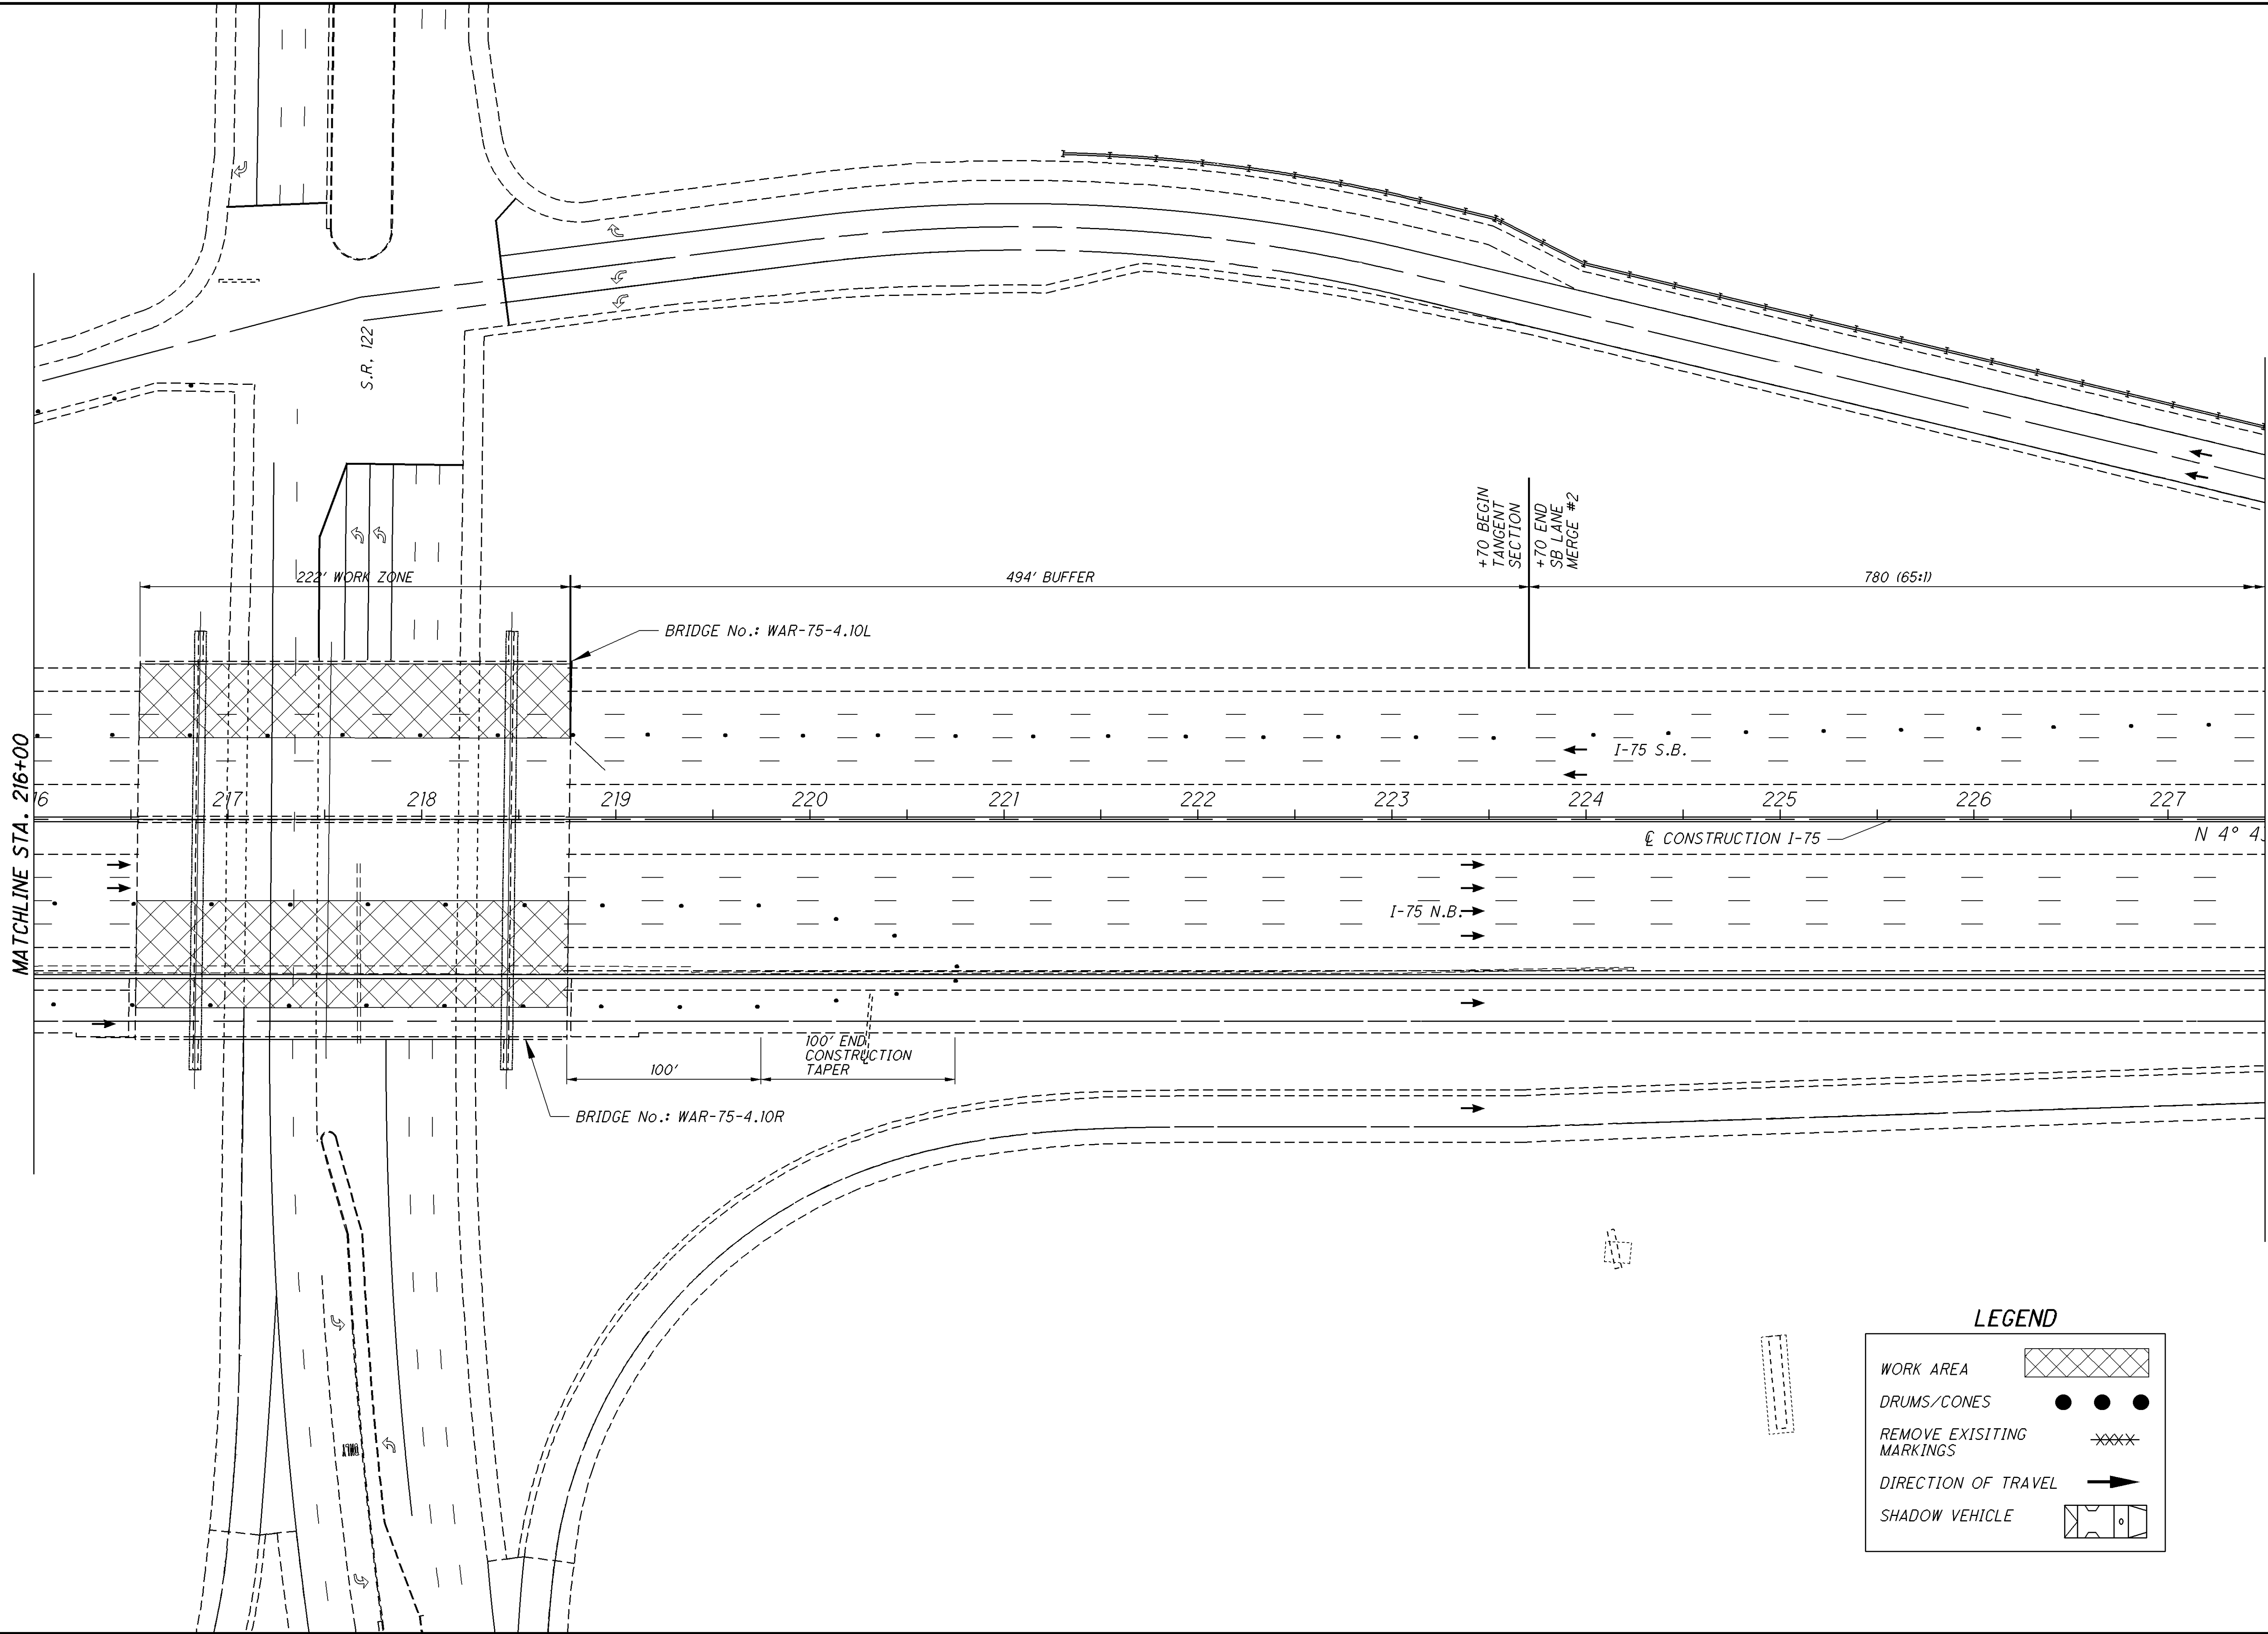 S.R. 122
+70 BEGIN
TANGENT
SECTION
+70 END
SB LANE
MERGE #2
222' WORK ZONE
494' BUFFER
780 (65:1)
BRIDGE No.: WAR-75-4.10L
MATCHLINE STA. 216+00
I-75 S.B.
16 217 218 219 220 221 222 223 224 225 226 227
℄ CONSTRUCTION I-75
N 4° 4
I-75 N.B.
100'
100' END
CONSTRUCTION
TAPER
BRIDGE No.: WAR-75-4.10R
ONLY
LEGEND
WORK AREA
DRUMS/CONES
REMOVE EXISITING
MARKINGS
DIRECTION OF TRAVEL
SHADOW VEHICLE